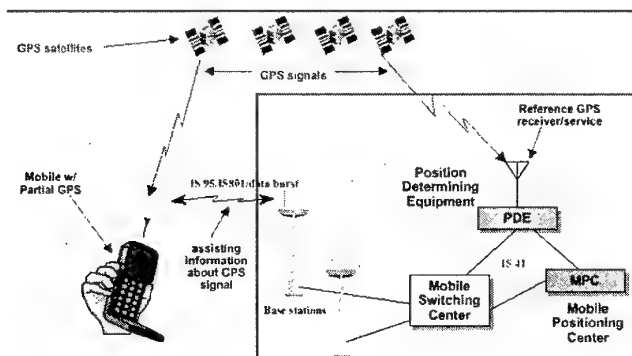 GPS satellites
GPS signals
Reference GPS
receiver/service
Mobile w/
Partial GPS
IS 95/IS801/data burst
Position
Determining
Equipment
PDE
assisting
information
about GPS
signal
IS 41
MPC
Mobile
Switching
Center
Mobile
Positioning
Center
Base stations